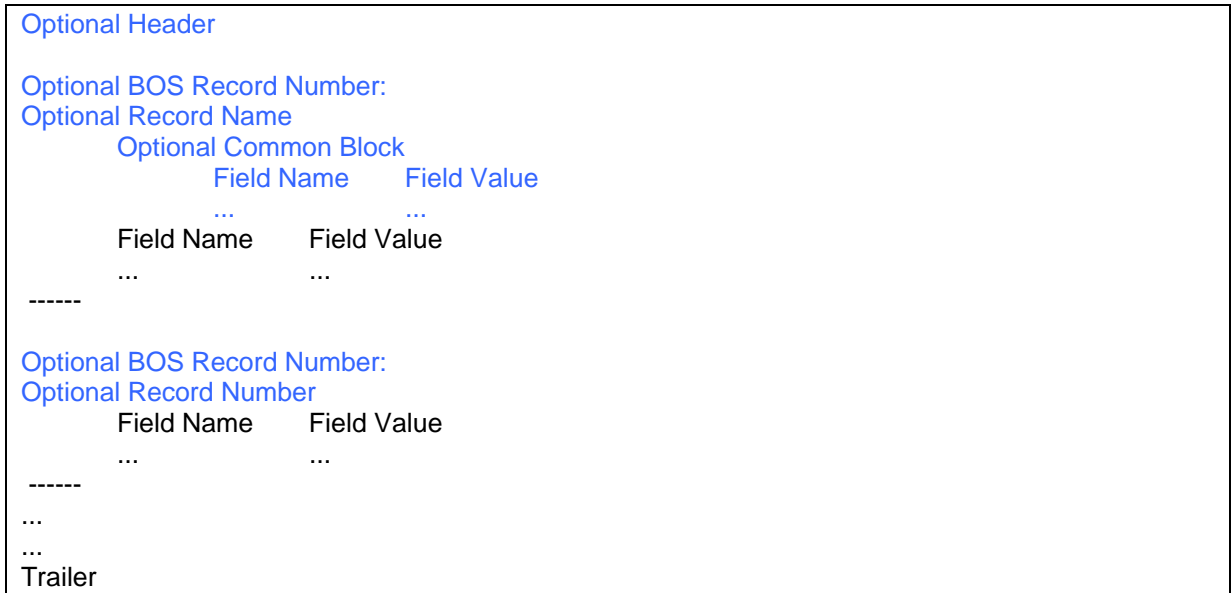 Optional Header
Optional BOS Record Number:
Optional Record Name
Optional Common Block
Field Name Field Value
... ...
Field Name Field Value
... ...
------
Optional BOS Record Number:
Optional Record Number
Field Name Field Value
... ...
------
...
...
Trailer